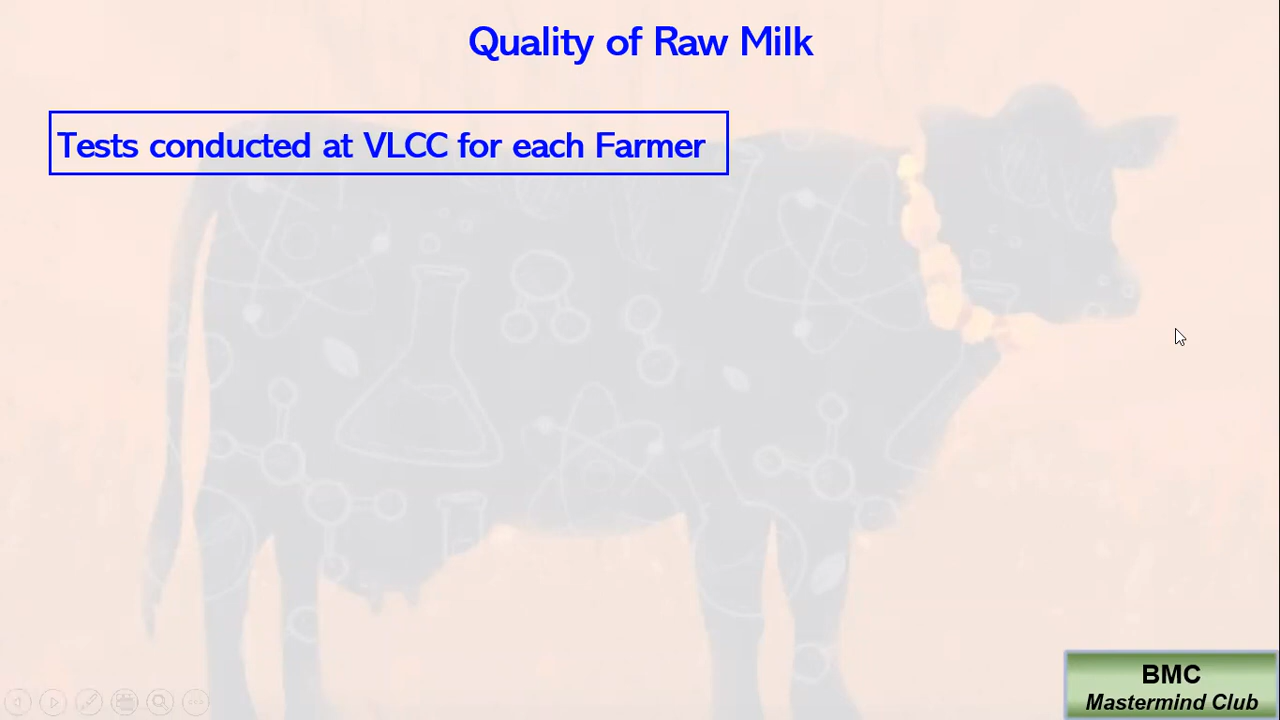 Quality of Raw Milk
Tests conducted at VLCC for each Farmer
BMC
Mastermind Club